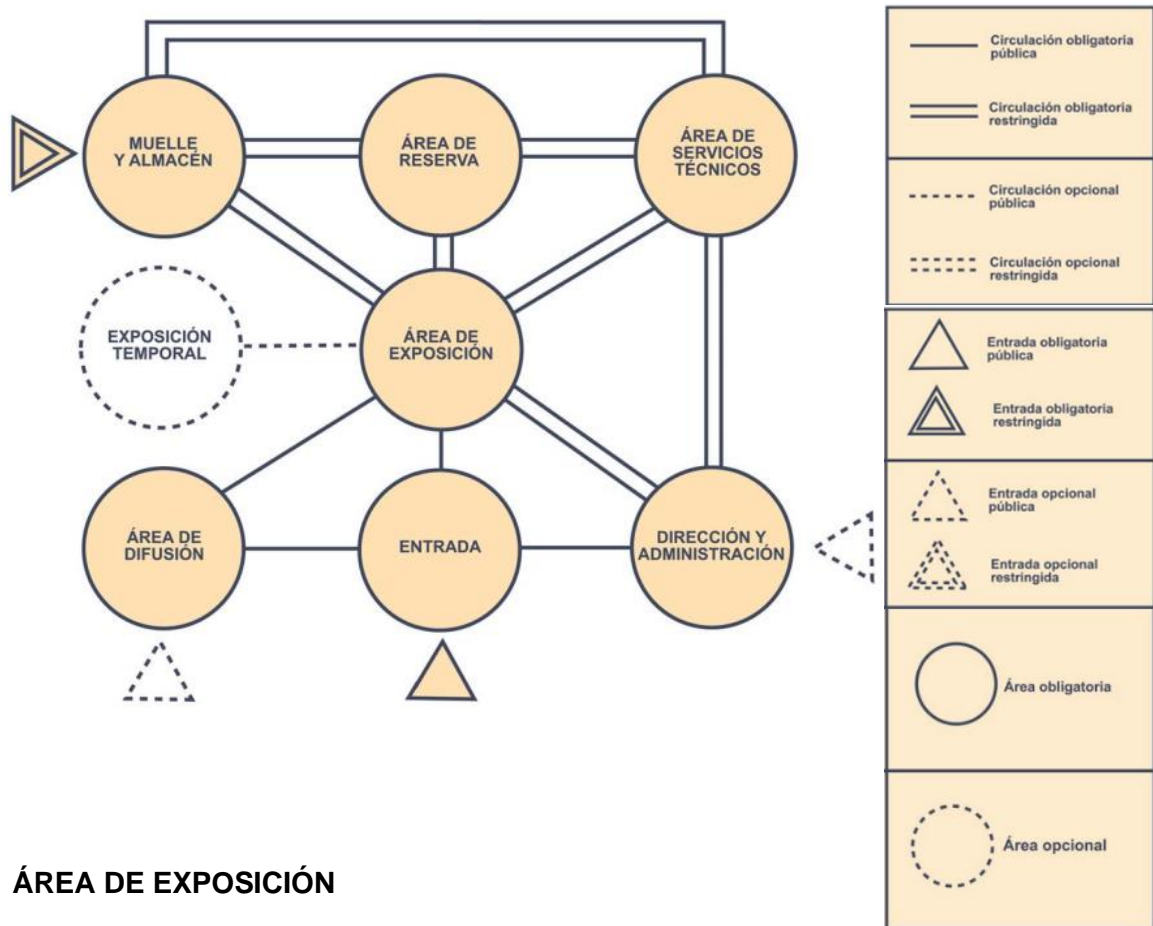 MUELLE
Y ALMACÉN
ÁREA DE
RESERVA
ÁREA DE
SERVICIOS
TÉCNICOS
EXPOSICIÓN
TEMPORAL
ÁREA DE
EXPOSICIÓN
ÁREA DE
DIFUSIÓN
ENTRADA
DIRECCIÓN Y
ADMINISTRACIÓN
Circulación obligatoria
pública
Circulación obligatoria
restringida
Circulación opcional
pública
Circulación opcional
restringida
Entrada obligatoria
pública
Entrada obligatoria
restringida
Entrada opcional
pública
Entrada opcional
restringida
Área obligatoria
Área opcional
ÁREA DE EXPOSICIÓN